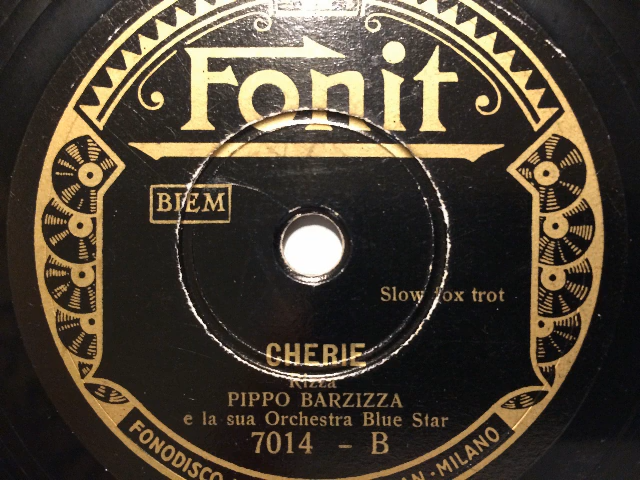 Fonit
BIEM
Slow fox trot
CHERIE
Rizza
PIPPO BARZIZZA
e la sua Orchestra Blue Star
7014 - B
FONODISCO
- MILANO